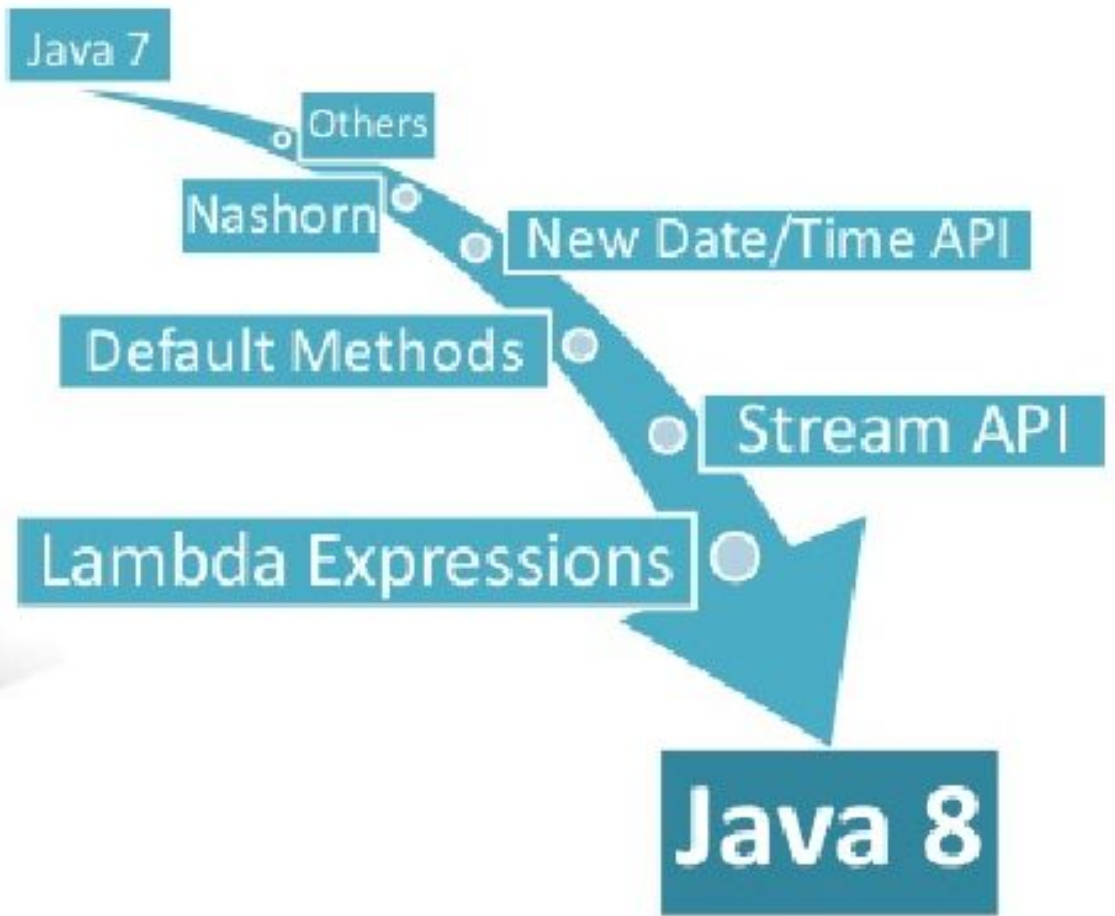 Java 7
Others
Nashorn
New Date/Time API
Default Methods
Stream API
Lambda Expressions
Java 8